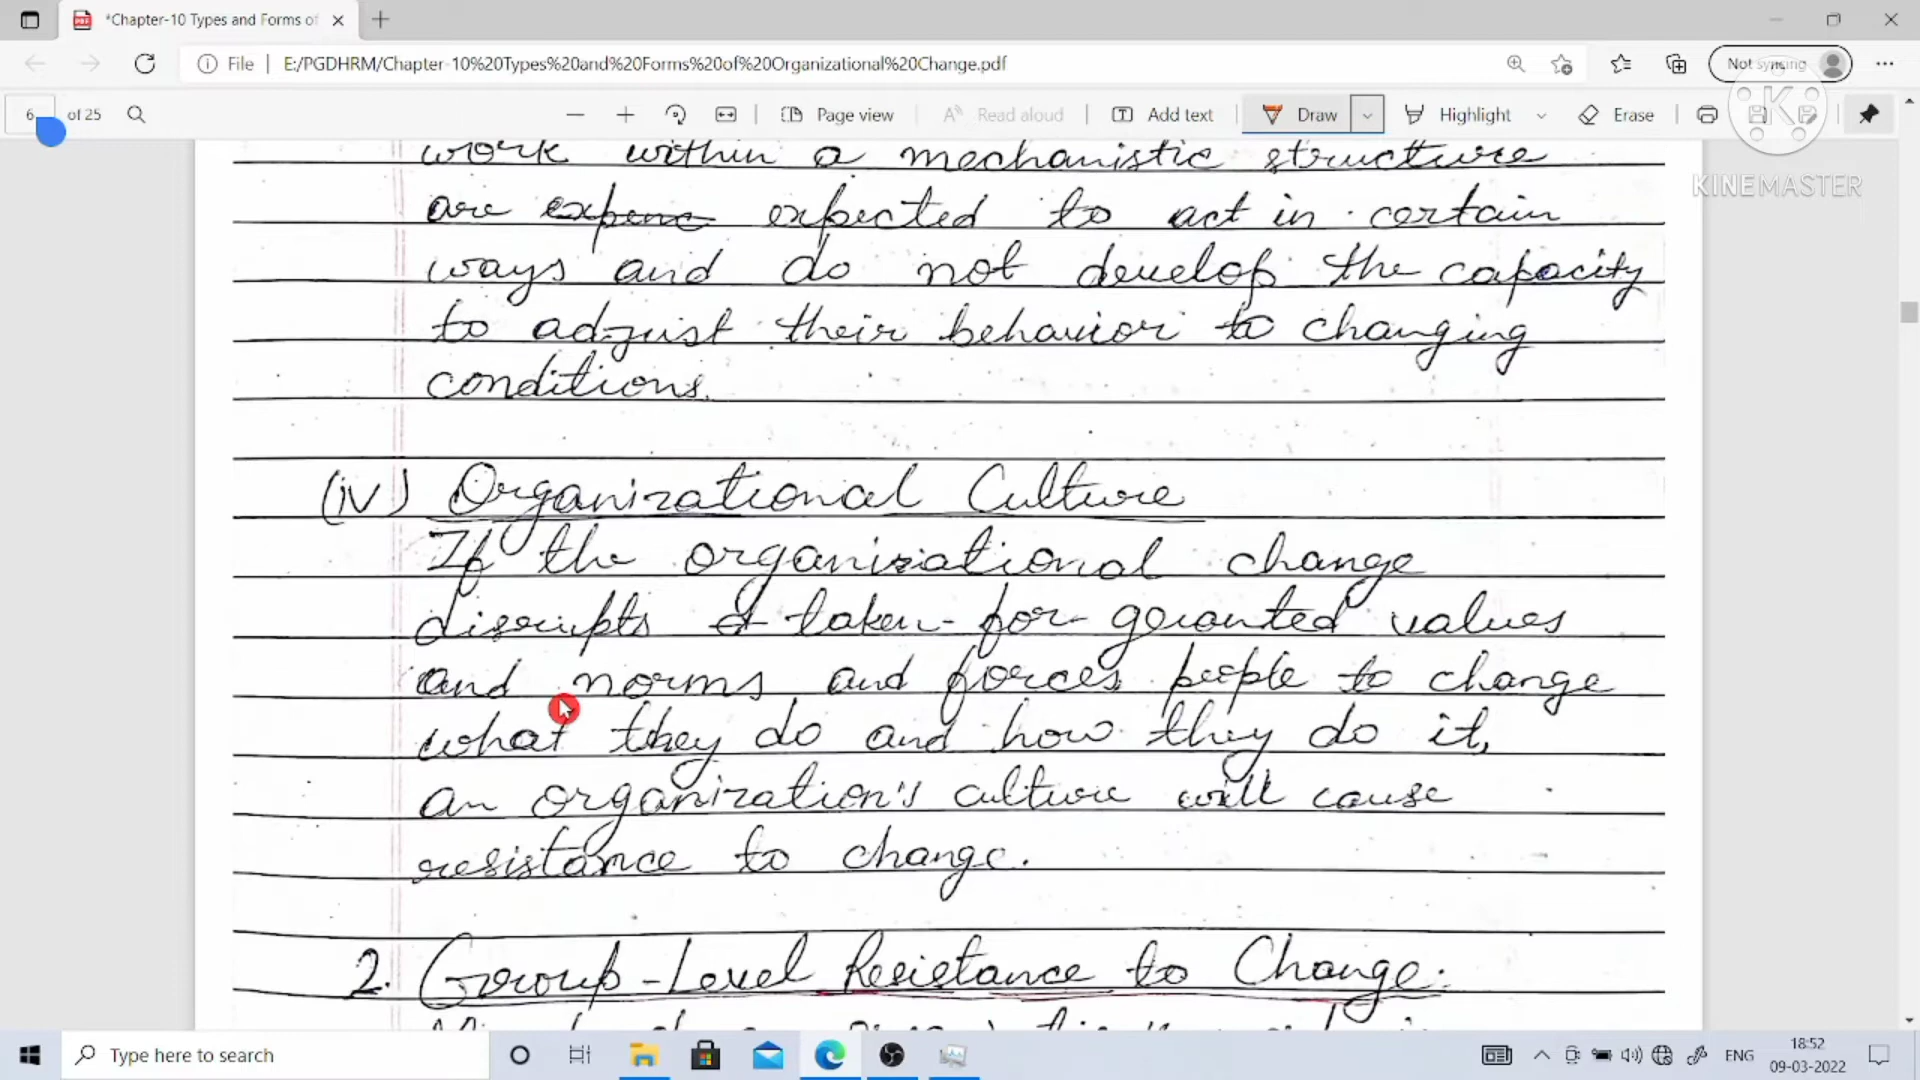 *Chapter-10 Types and Forms of
File E:/PGDHRM/Chapter-10%20Types%20and%20Forms%20of%20Organizational%20Change.pdf Not syncing
6 of 25 Page view Read aloud Add text Draw Highlight Erase
K
KINEMASTER
work within a mechanistic structure
are expenc expected to act in certain
ways and do not develop the capacity
to adjust their behavior to changing
conditions.
(iv) Organizational Culture
If the organizational change
disrupts taken-for-geranted values
and norms and forces people to change
what they do and how they do it,
an organization's culture will cause
resistance to change.
2. Group-Level Resistance to Change:
Type here to search ENG 18:52
09-03-2022